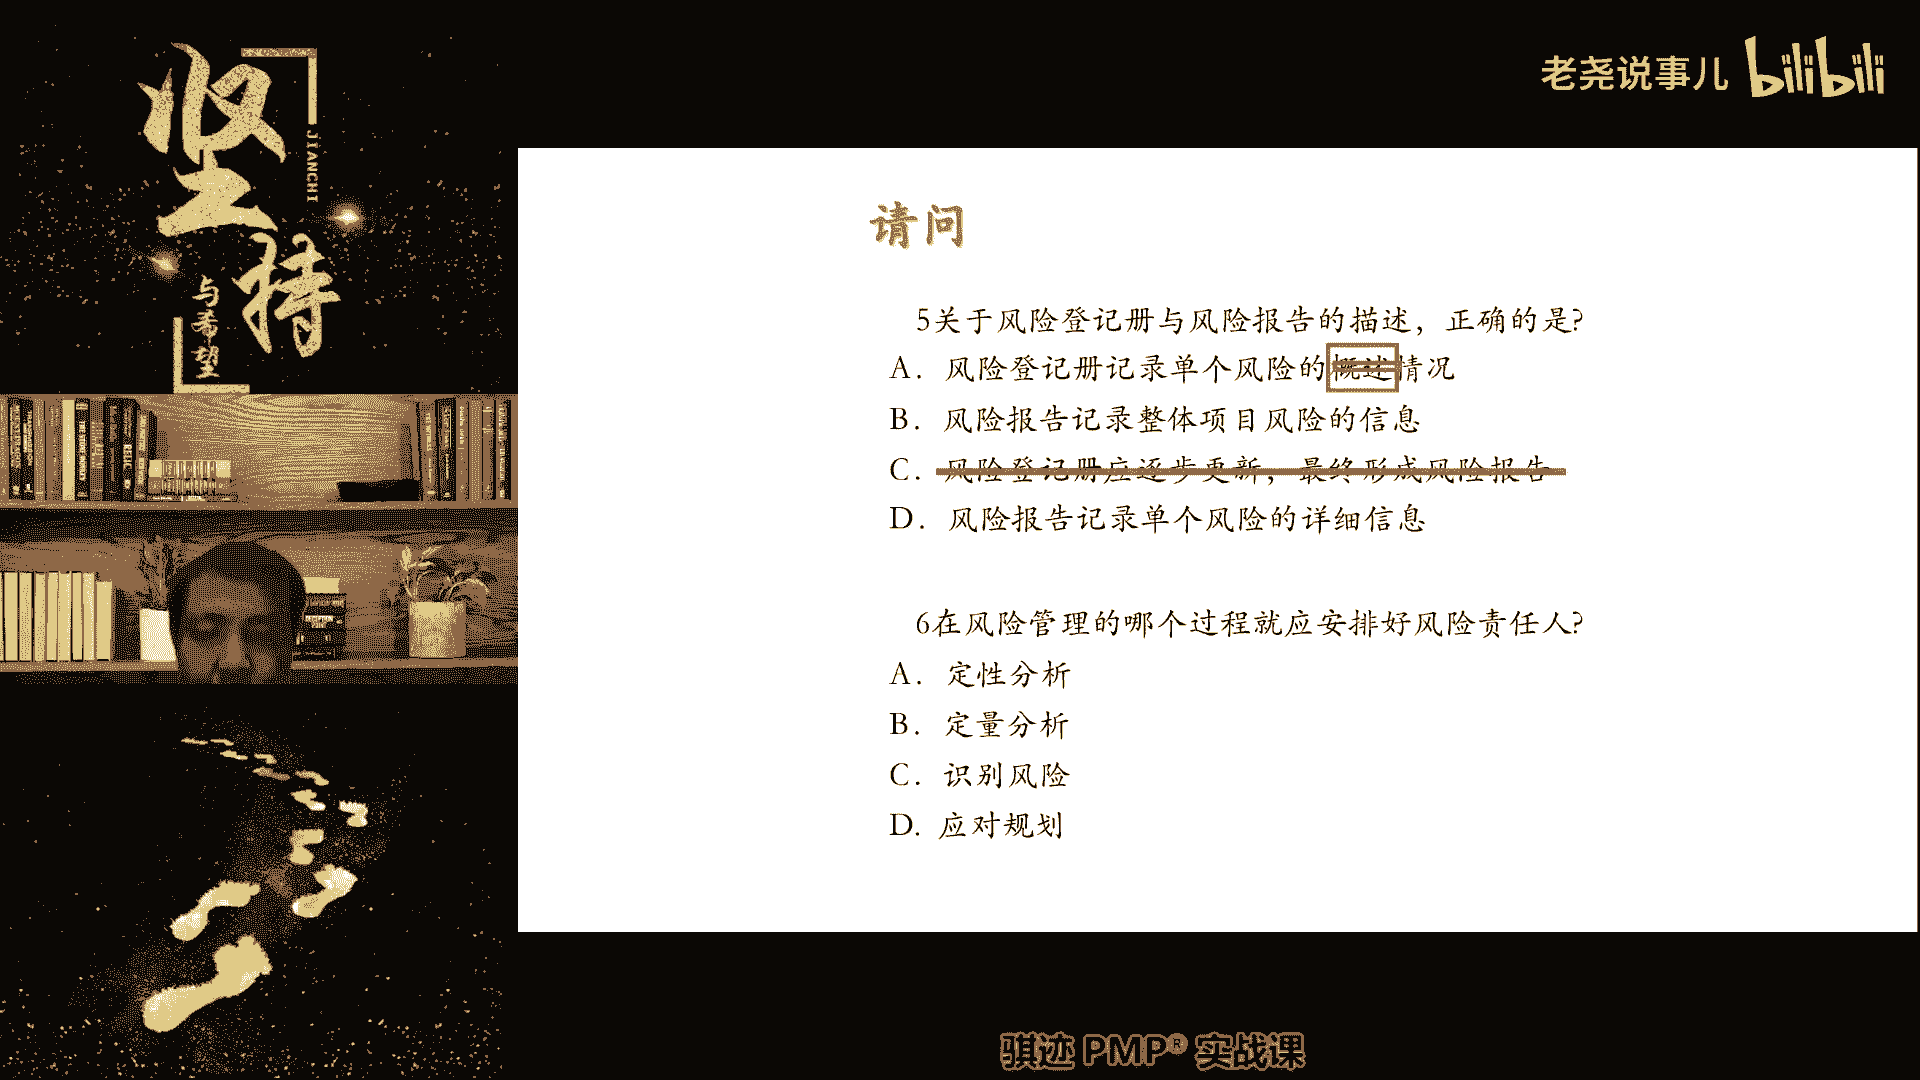 坚持
JIANCHI
与希望
老尧说事儿 bilibili
请问
5关于风险登记册与风险报告的描述，正确的是?
A. 风险登记册记录单个风险的概述情况
B. 风险报告记录整体项目风险的信息
C. 风险登记册应逐步更新，最终形成风险报告
D. 风险报告记录单个风险的详细信息
6在风险管理的哪个过程就应安排好风险责任人?
A. 定性分析
B. 定量分析
C. 识别风险
D. 应对规划
骐迹 PMP® 实战课